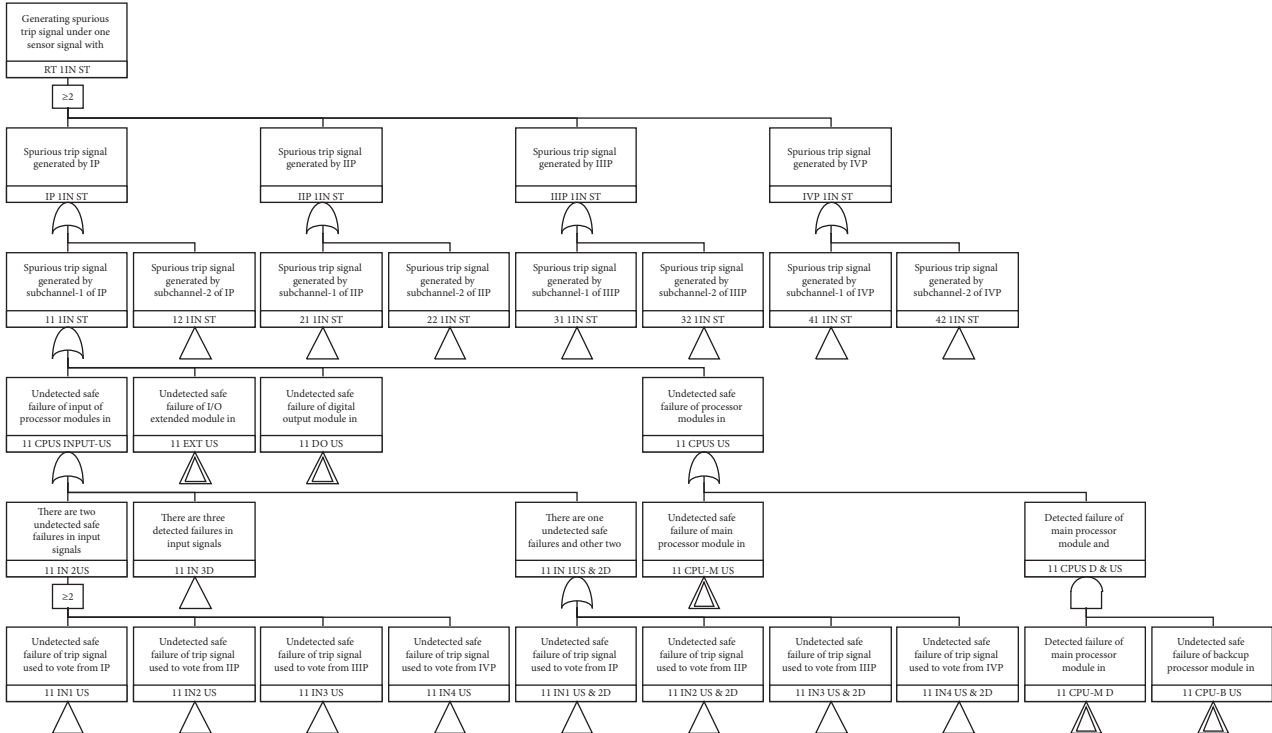 Generating spurious
trip signal under one
sensor signal with
RT 1IN ST
≥2
Spurious trip signal
generated by IP
IP 1IN ST
Spurious trip signal
generated by IIP
IIP 1IN ST
Spurious trip signal
generated by IIIP
IIIP 1IN ST
Spurious trip signal
generated by IVP
IVP 1IN ST
Spurious trip signal
generated by
subchannel-1 of IP
11 1IN ST
Spurious trip signal
generated by
subchannel-2 of IP
12 1IN ST
Spurious trip signal
generated by
subchannel-1 of IIP
21 1IN ST
Spurious trip signal
generated by
subchannel-2 of IIP
22 1IN ST
Spurious trip signal
generated by
subchannel-1 of IIIP
31 1IN ST
Spurious trip signal
generated by
subchannel-2 of IIIP
32 1IN ST
Spurious trip signal
generated by
subchannel-1 of IVP
41 1IN ST
Spurious trip signal
generated by
subchannel-2 of IVP
42 1IN ST
Undetected safe
failure of input of
processor modules in
11 CPUS INPUT-US
Undetected safe
failure of I/O
extended module in
11 EXT US
Undetected safe
failure of digital
output module in
11 DO US
Undetected safe
failure of processor
modules in
11 CPUS US
There are two
undetected safe
failures in input
signals
11 IN 2US
There are three
detected failures in
input signals
11 IN 3D
There are one
undetected safe
failures and other two
11 IN 1US & 2D
Undetected safe
failure of main
processor module in
11 CPU-M US
Detected failure of
main processor
module and
11 CPUS D & US
≥2
Undetected safe
failure of trip signal
used to vote from IP
11 IN1 US
Undetected safe
failure of trip signal
used to vote from IIP
11 IN2 US
Undetected safe
failure of trip signal
used to vote from IIIP
11 IN3 US
Undetected safe
failure of trip signal
used to vote from IVP
11 IN4 US
Undetected safe
failure of trip signal
used to vote from IP
11 IN1 US & 2D
Undetected safe
failure of trip signal
used to vote from IIP
11 IN2 US & 2D
Undetected safe
failure of trip signal
used to vote from IIIP
11 IN3 US & 2D
Undetected safe
failure of trip signal
used to vote from IVP
11 IN4 US & 2D
Detected failure of
main processor
module in
11 CPU-M D
Undetected safe
failure of backcup
processor module in
11 CPU-B US